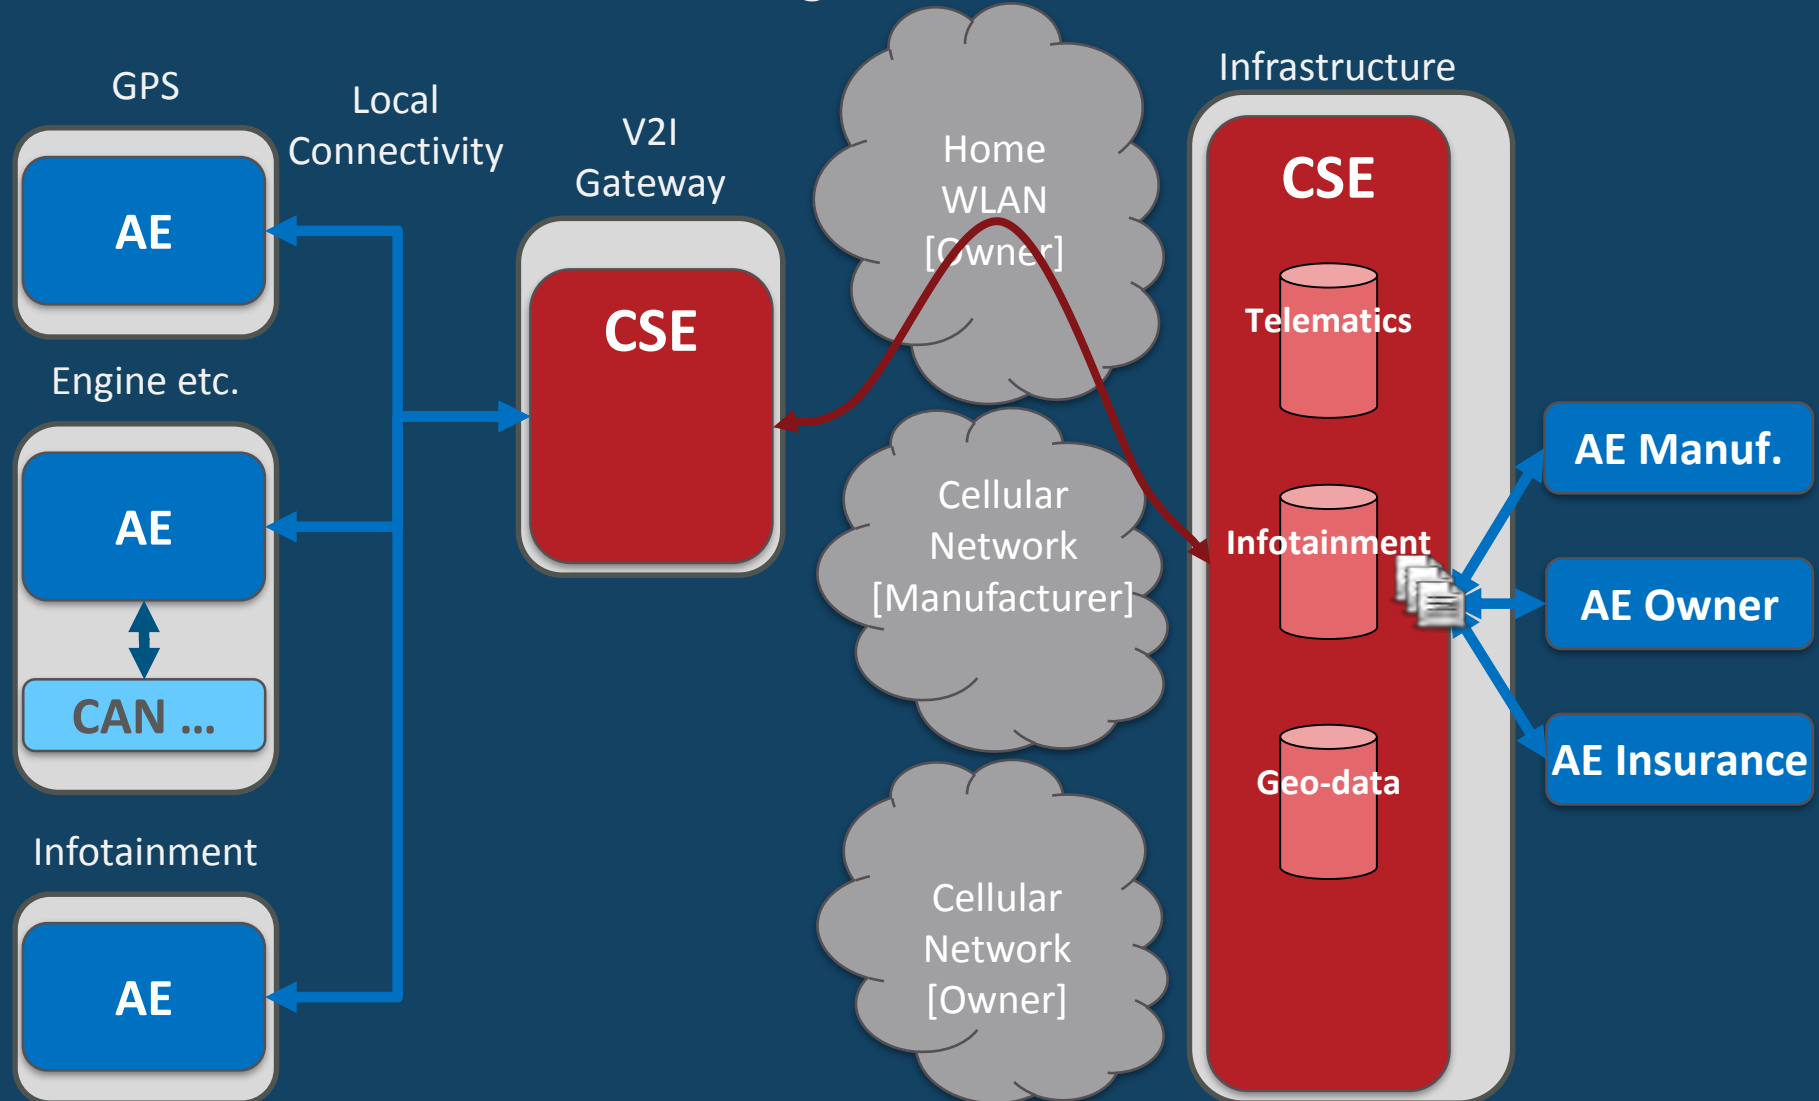 GPS
AE
Engine etc.
AE
CAN ...
Infotainment
AE
Local
Connectivity
V2I
Gateway
CSE
Home
WLAN
[Owner]
Cellular
Network
[Manufacturer]
Cellular
Network
[Owner]
Infrastructure
CSE
Telematics
Infotainment
Geo-data
AE Manuf.
AE Owner
AE Insurance